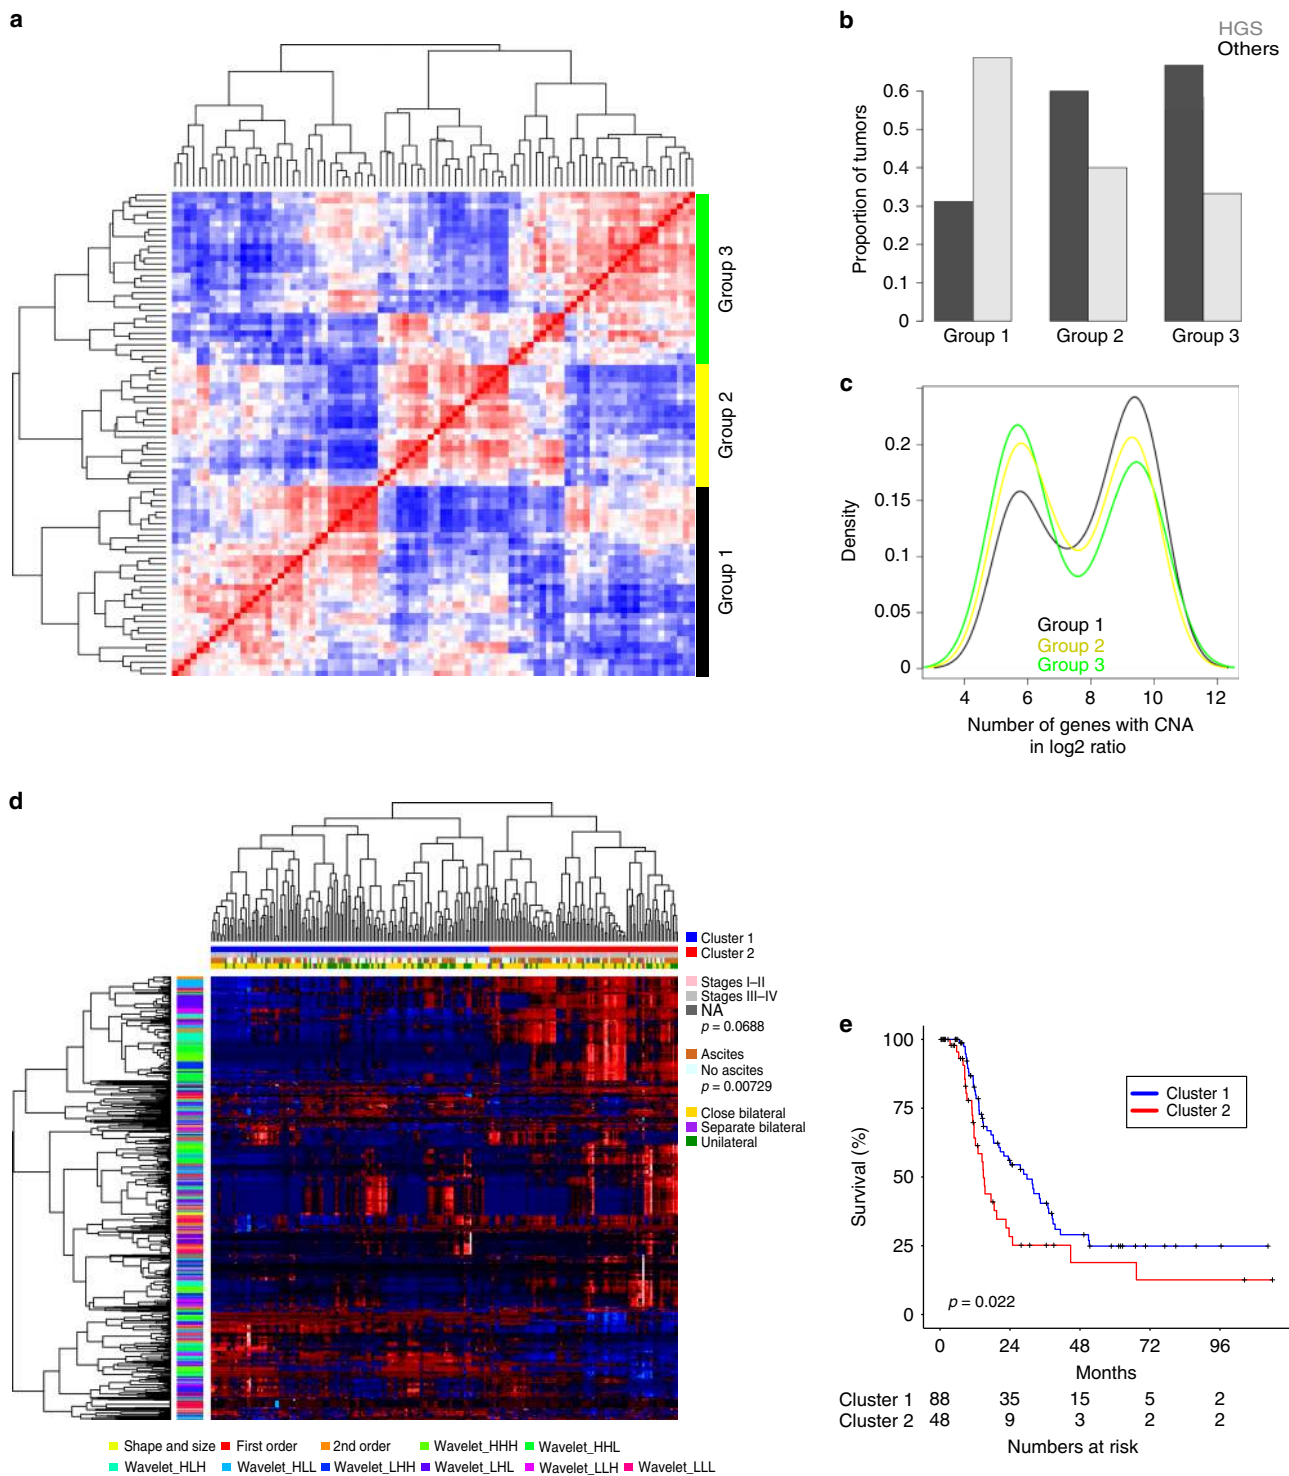 a
Group 3
Group 2
Group 1
b
HGS
Others
Proportion of tumors
0.6
0.5
0.4
0.3
0.2
0.1
0
Group 1
Group 2
Group 3
c
Density
0.2
0.15
0.1
0.05
0
Group 1
Group 2
Group 3
4 6 8 10 12
Number of genes with CNA
in log2 ratio
d
Cluster 1
Cluster 2
Stages I–II
Stages III–IV
NA
p = 0.0688
Ascites
No ascites
p = 0.00729
Close bilateral
Separate bilateral
Unilateral
Shape and size First order 2nd order Wavelet_HHH Wavelet_HHL
Wavelet_HLH Wavelet_HLL Wavelet_LHH Wavelet_LHL Wavelet_LLH Wavelet_LLL
e
Survival (%)
100
75
50
25
0
Cluster 1
Cluster 2
p = 0.022
0 24 48 72 96
Months
Cluster 1 88 35 15 5 2
Cluster 2 48 9 3 2 2
Numbers at risk